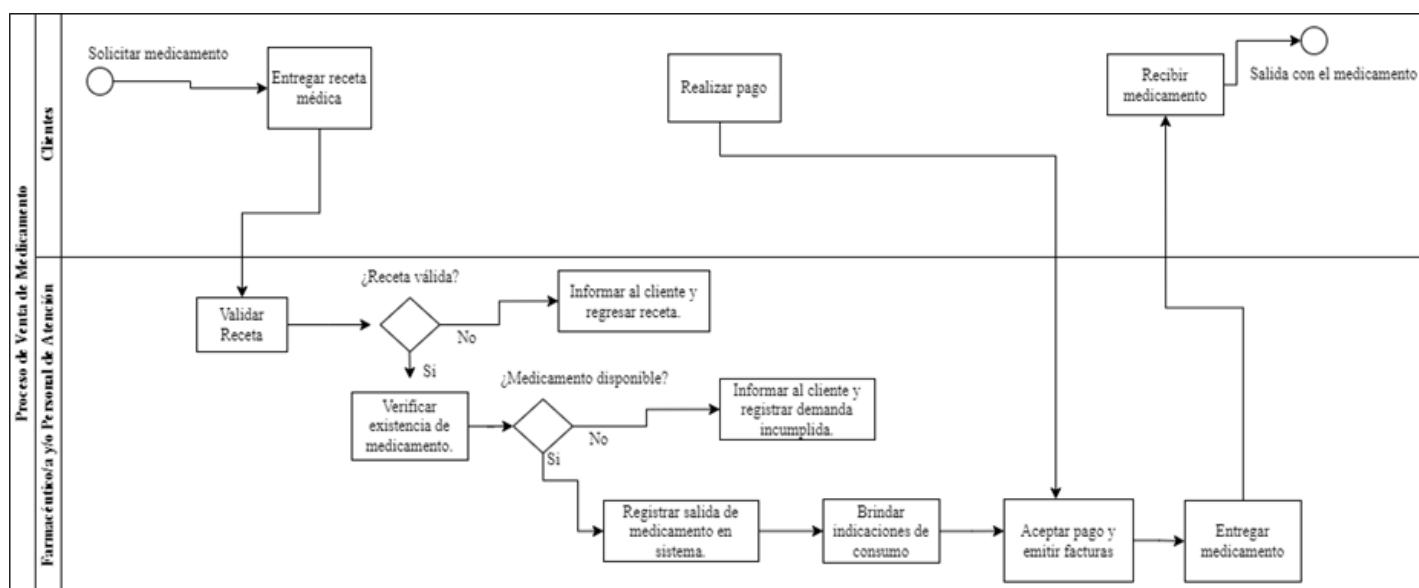 Proceso de Venta de Medicamento
Clientes
Solicitar medicamento
Entregar receta
médica
Realizar pago
Recibir
medicamento
Salida con el medicamento
Farmacéutico/a y/o Personal de Atención
Validar
Receta
¿Receta válida?
No
Si
Informar al cliente y
regresar receta.
Verificar
existencia de
medicamento.
¿Medicamento disponible?
No
Si
Informar al cliente y
registrar demanda
incumplida.
Registrar salida de
medicamento en
sistema.
Brindar
indicaciones de
consumo
Aceptar pago y
emitir facturas
Entregar
medicamento